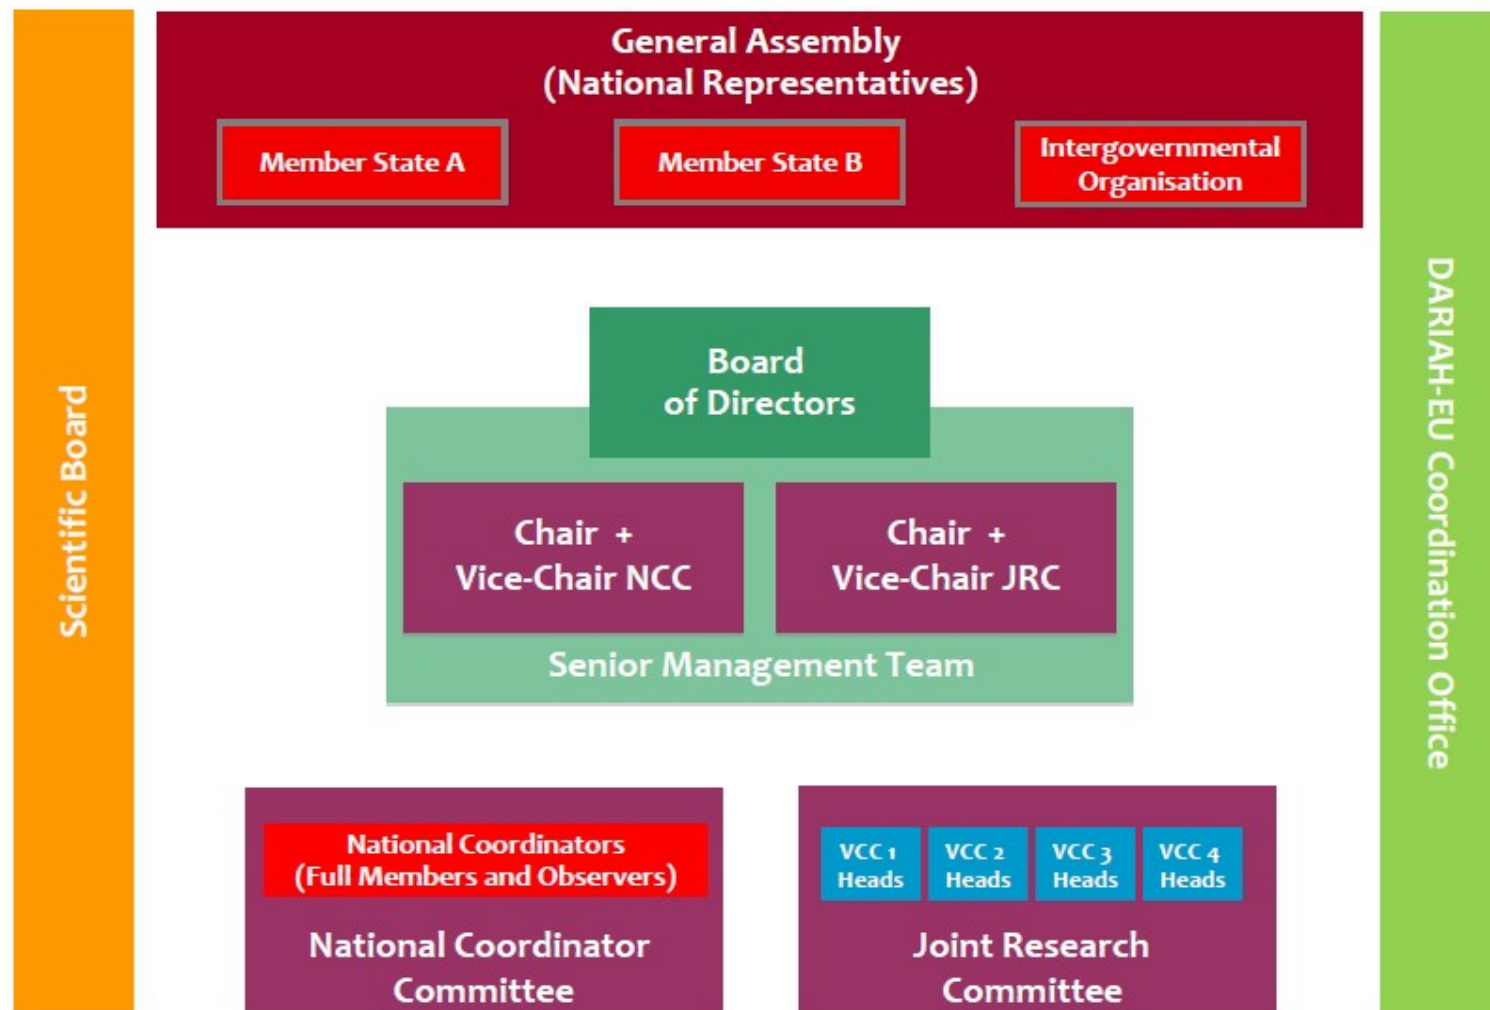 General Assembly
(National Representatives)
Member State A
Member State B
Intergovernmental
Organisation
Scientific Board
DARIAH-EU Coordination Office
Board
of Directors
Chair +
Vice-Chair NCC
Chair +
Vice-Chair JRC
Senior Management Team
National Coordinators
(Full Members and Observers)
National Coordinator
Committee
VCC 1
Heads
VCC 2
Heads
VCC 3
Heads
VCC 4
Heads
Joint Research
Committee